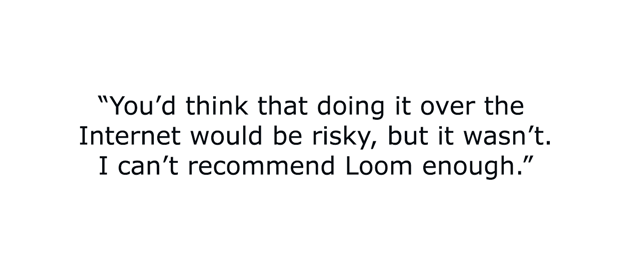 “You’d think that doing it over the
Internet would be risky, but it wasn’t.
I can’t recommend Loom enough.”